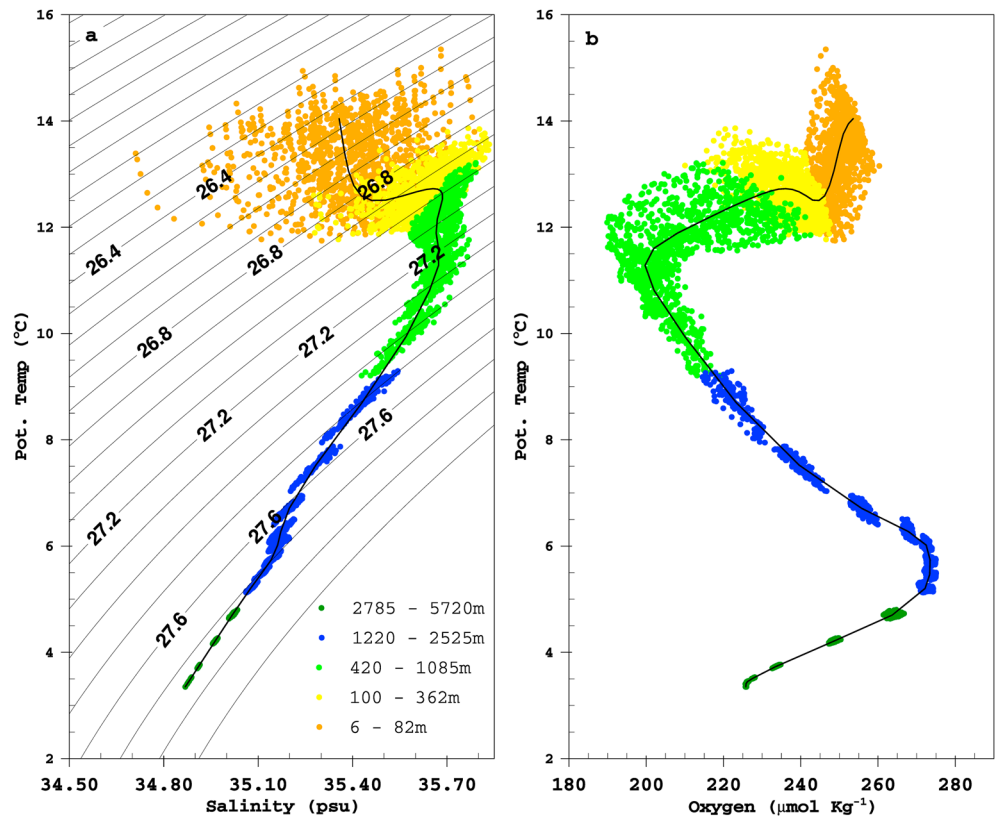 a
b
16
14
12
10
8
6
4
2
Pot. Temp (°C)
26.4
26.8
26.4
26.8
27.2
26.8
27.2
27.2
27.6
27.6
27.2
27.6
2785 - 5720m
1220 - 2525m
420 - 1085m
100 - 362m
6 - 82m
34.50 34.80 35.10 35.40 35.70
Salinity (psu)
16
14
12
10
8
6
4
2
Pot. Temp (°C)
180 200 220 240 260 280
Oxygen (µmol Kg⁻¹)